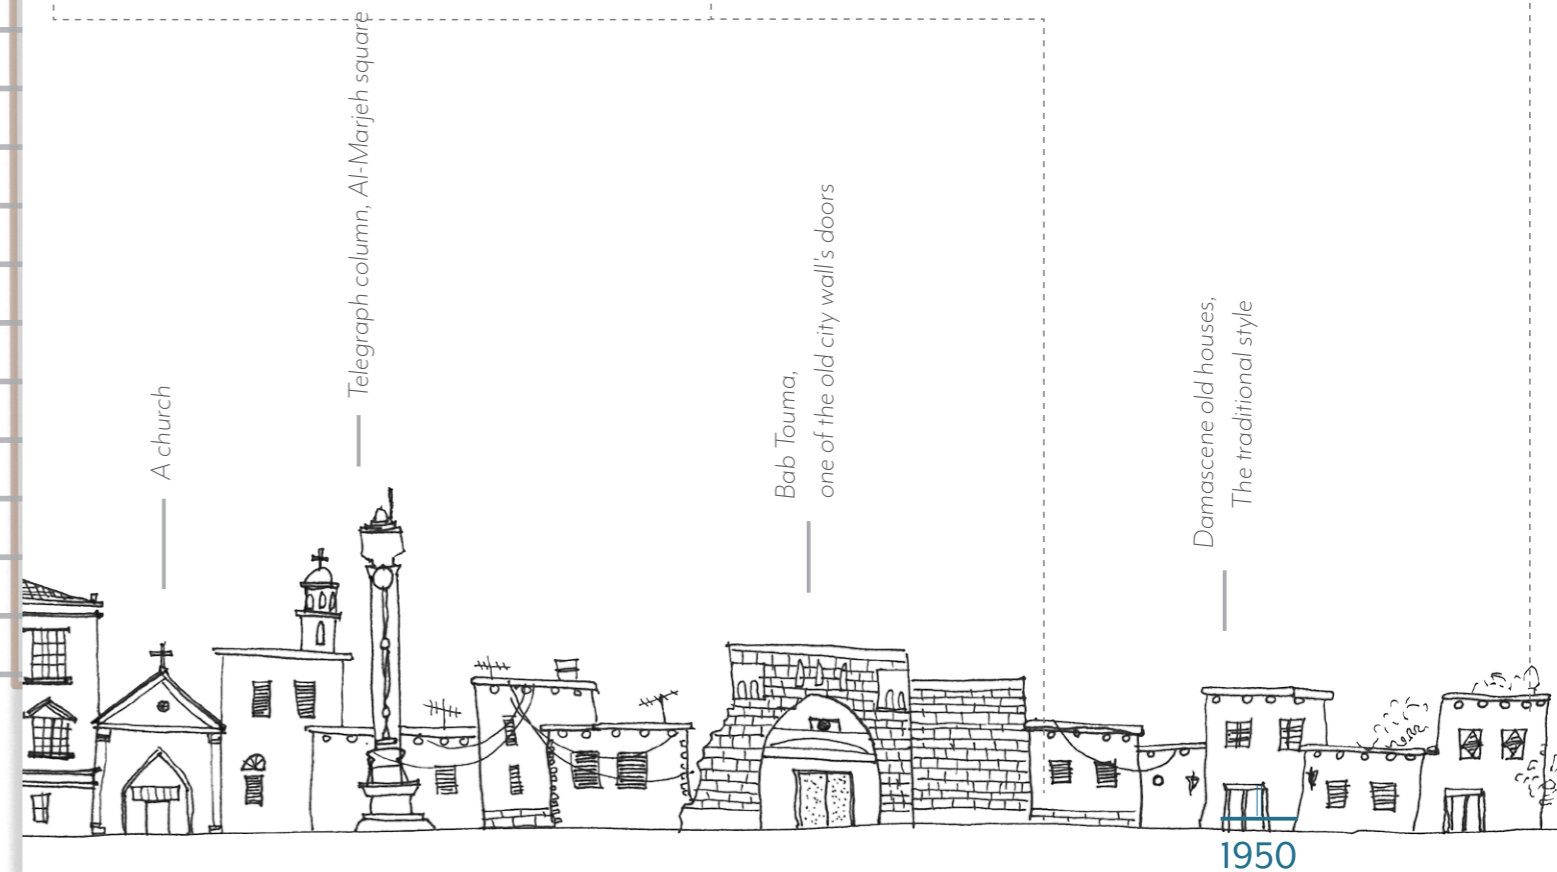 A church
Telegraph column, Al-Marjeh square
Bab Touma,
one of the old city wall's doors
Damascene old houses,
The traditional style
1950